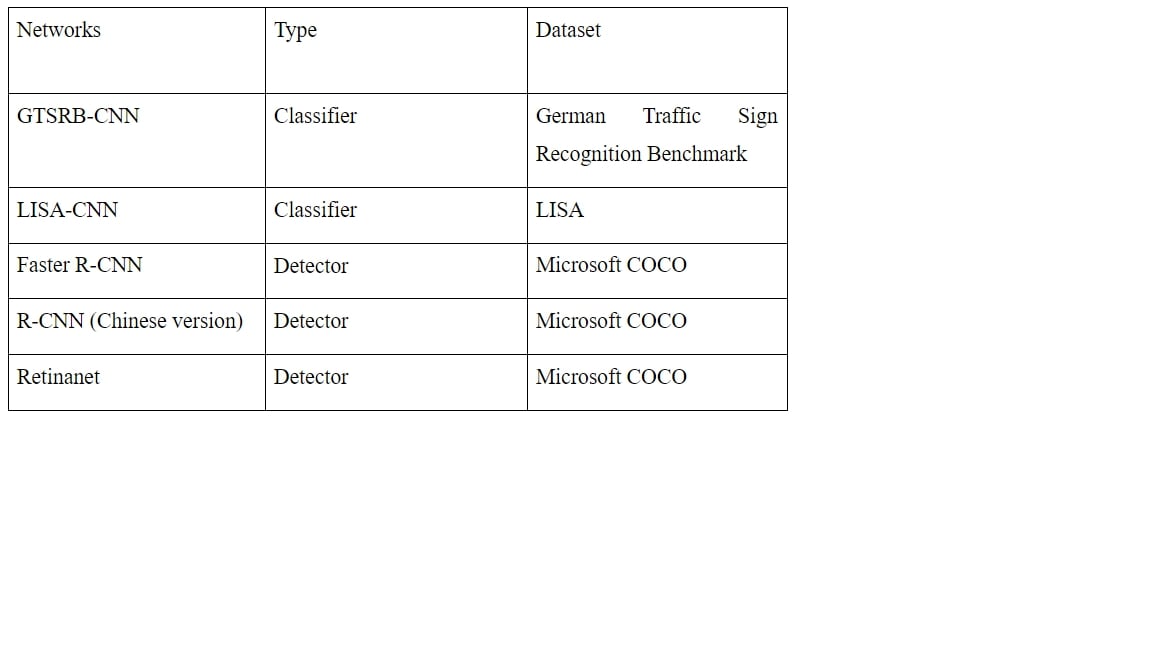 Networks Type Dataset
GTSRB-CNN Classifier German Traffic Sign
Recognition Benchmark
LISA-CNN Classifier LISA
Faster R-CNN Detector Microsoft COCO
R-CNN (Chinese version) Detector Microsoft COCO
Retinanet Detector Microsoft COCO